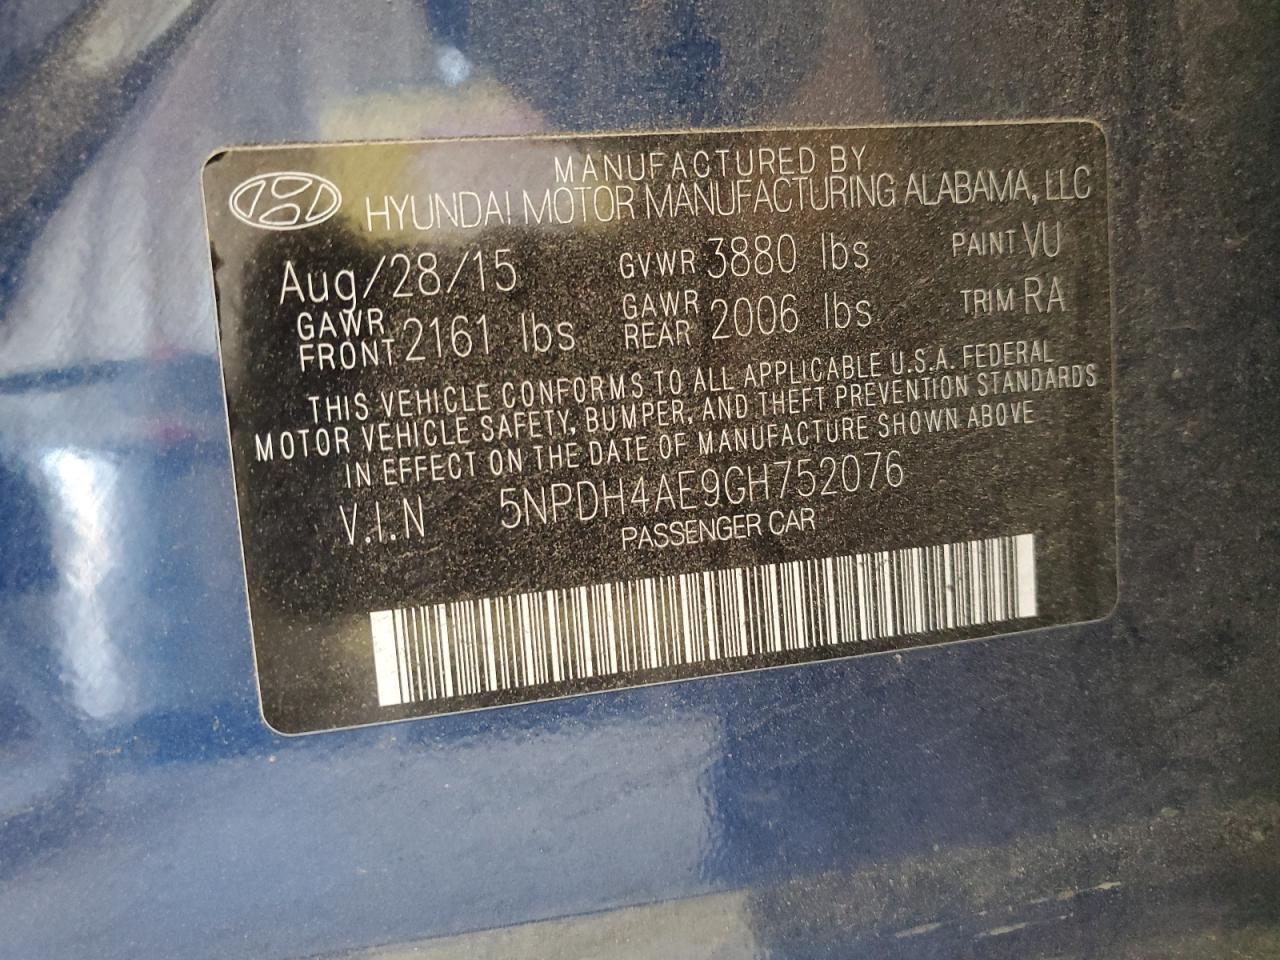 MANUFACTURED BY
HYUNDAI MOTOR MANUFACTURING ALABAMA, LLC
Aug/28/15 GVWR 3880 lbs PAINT VU
GAWR FRONT 2161 lbs GAWR REAR 2006 lbs TRIM RA
THIS VEHICLE CONFORMS TO ALL APPLICABLE U.S.A. FEDERAL
MOTOR VEHICLE SAFETY, BUMPER, AND THEFT PREVENTION STANDARDS
IN EFFECT ON THE DATE OF MANUFACTURE SHOWN ABOVE
V.I.N 5NPDH4AE9GH752076
PASSENGER CAR